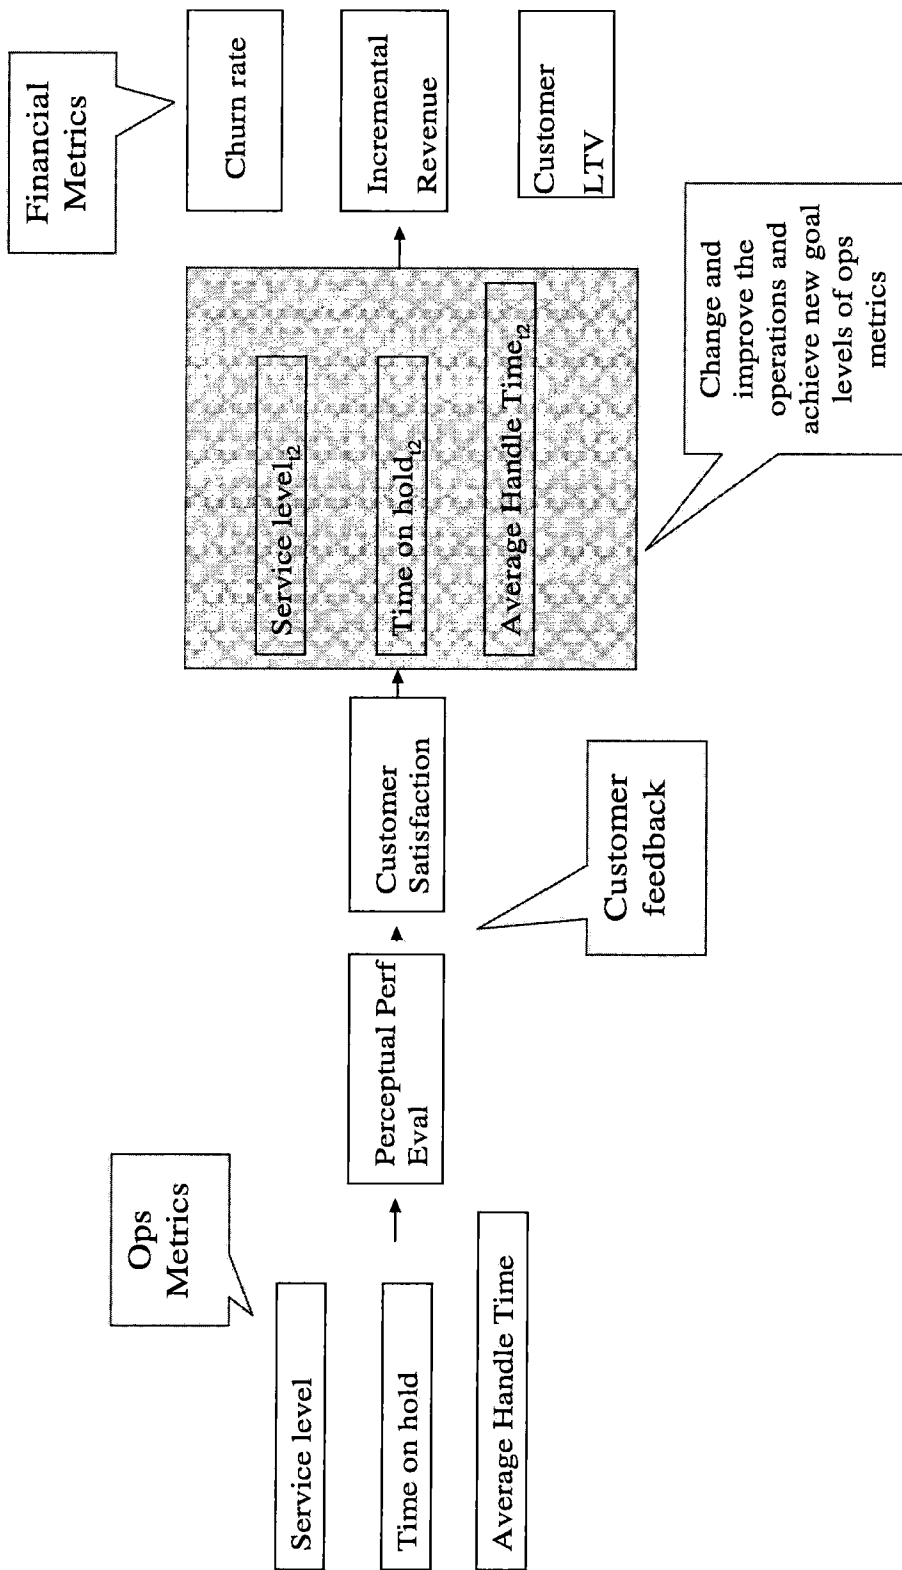 Ops
Metrics
Service level
Time on hold
Average Handle Time
Perceptual Perf
Eval
Customer
Satisfaction
Customer
feedback
Service level t2
Time on hold t2
Average Handle Time t2
Change and
improve the
operations and
achieve new goal
levels of ops
metrics
Financial
Metrics
Churn rate
Incremental
Revenue
Customer
LTV